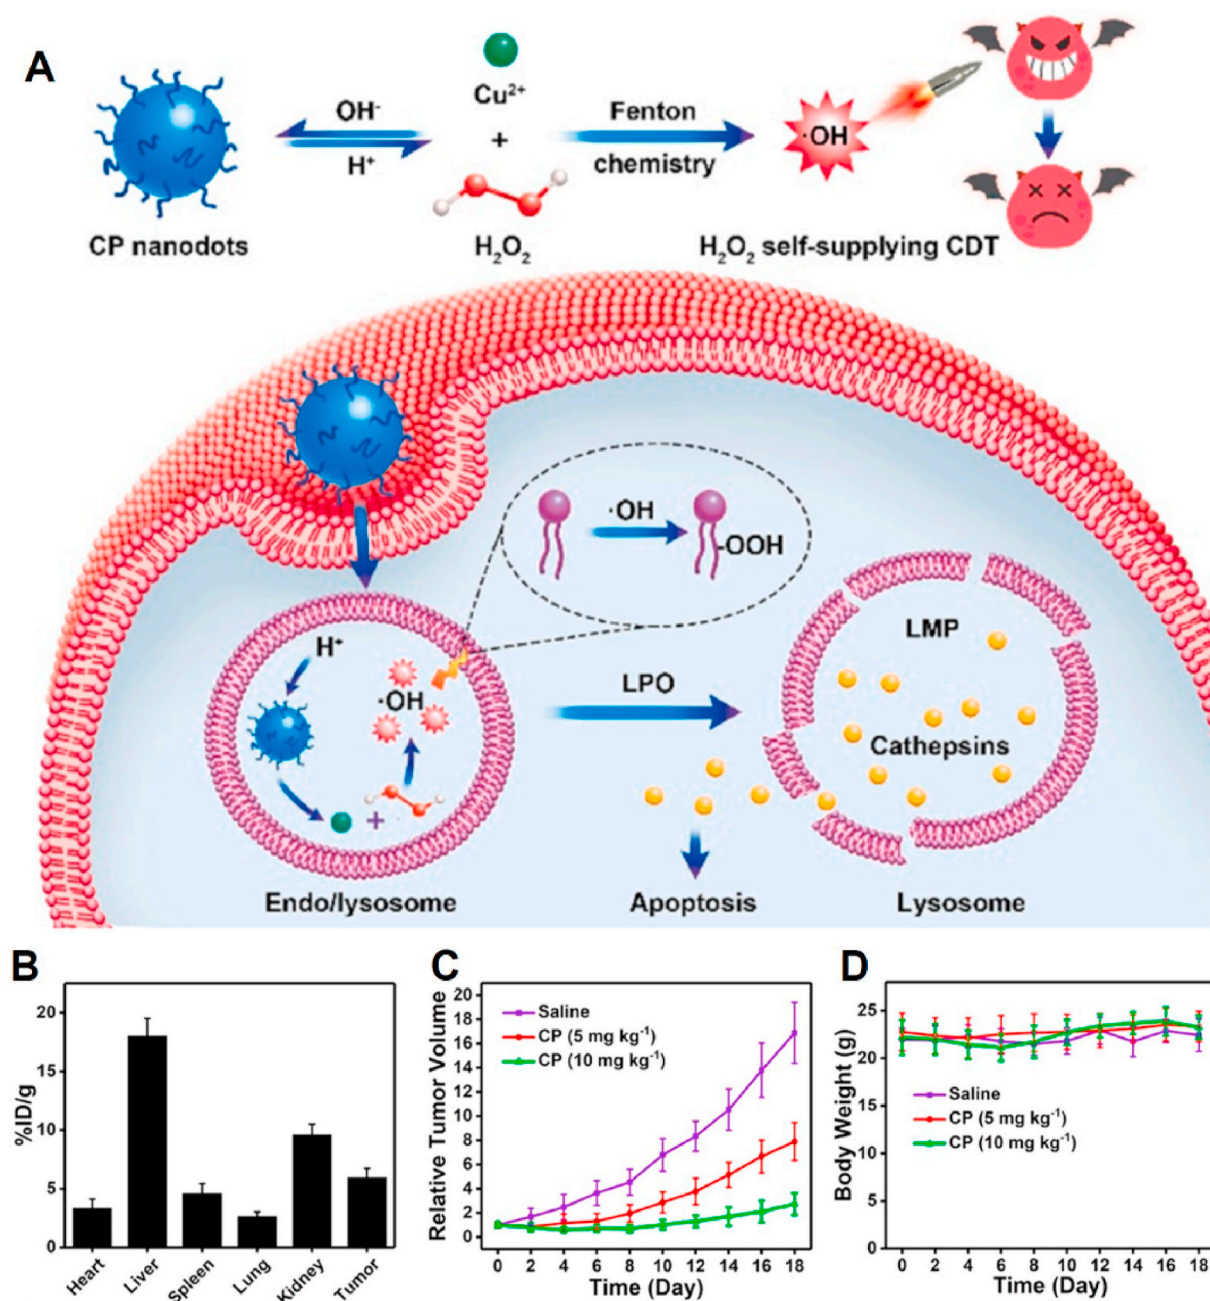 A
CP nanodots
OH⁻
H⁺
Cu²⁺
+
H₂O₂
Fenton
chemistry
·OH
H₂O₂ self-supplying CDT
·OH
-OOH
H⁺
·OH
+
Endo/lysosome
LPO
Apoptosis
LMP
Cathepsins
Lysosome
B
%ID/g
20
15
10
5
0
Heart
Liver
Spleen
Lung
Kidney
Tumor
C
Relative Tumor Volume
20
18
16
14
12
10
8
6
4
2
0
Saline
CP (5 mg kg⁻¹)
CP (10 mg kg⁻¹)
0 2 4 6 8 10 12 14 16 18
Time (Day)
D
Body Weight (g)
25
20
15
10
5
0
Saline
CP (5 mg kg⁻¹)
CP (10 mg kg⁻¹)
0 2 4 6 8 10 12 14 16 18
Time (Day)